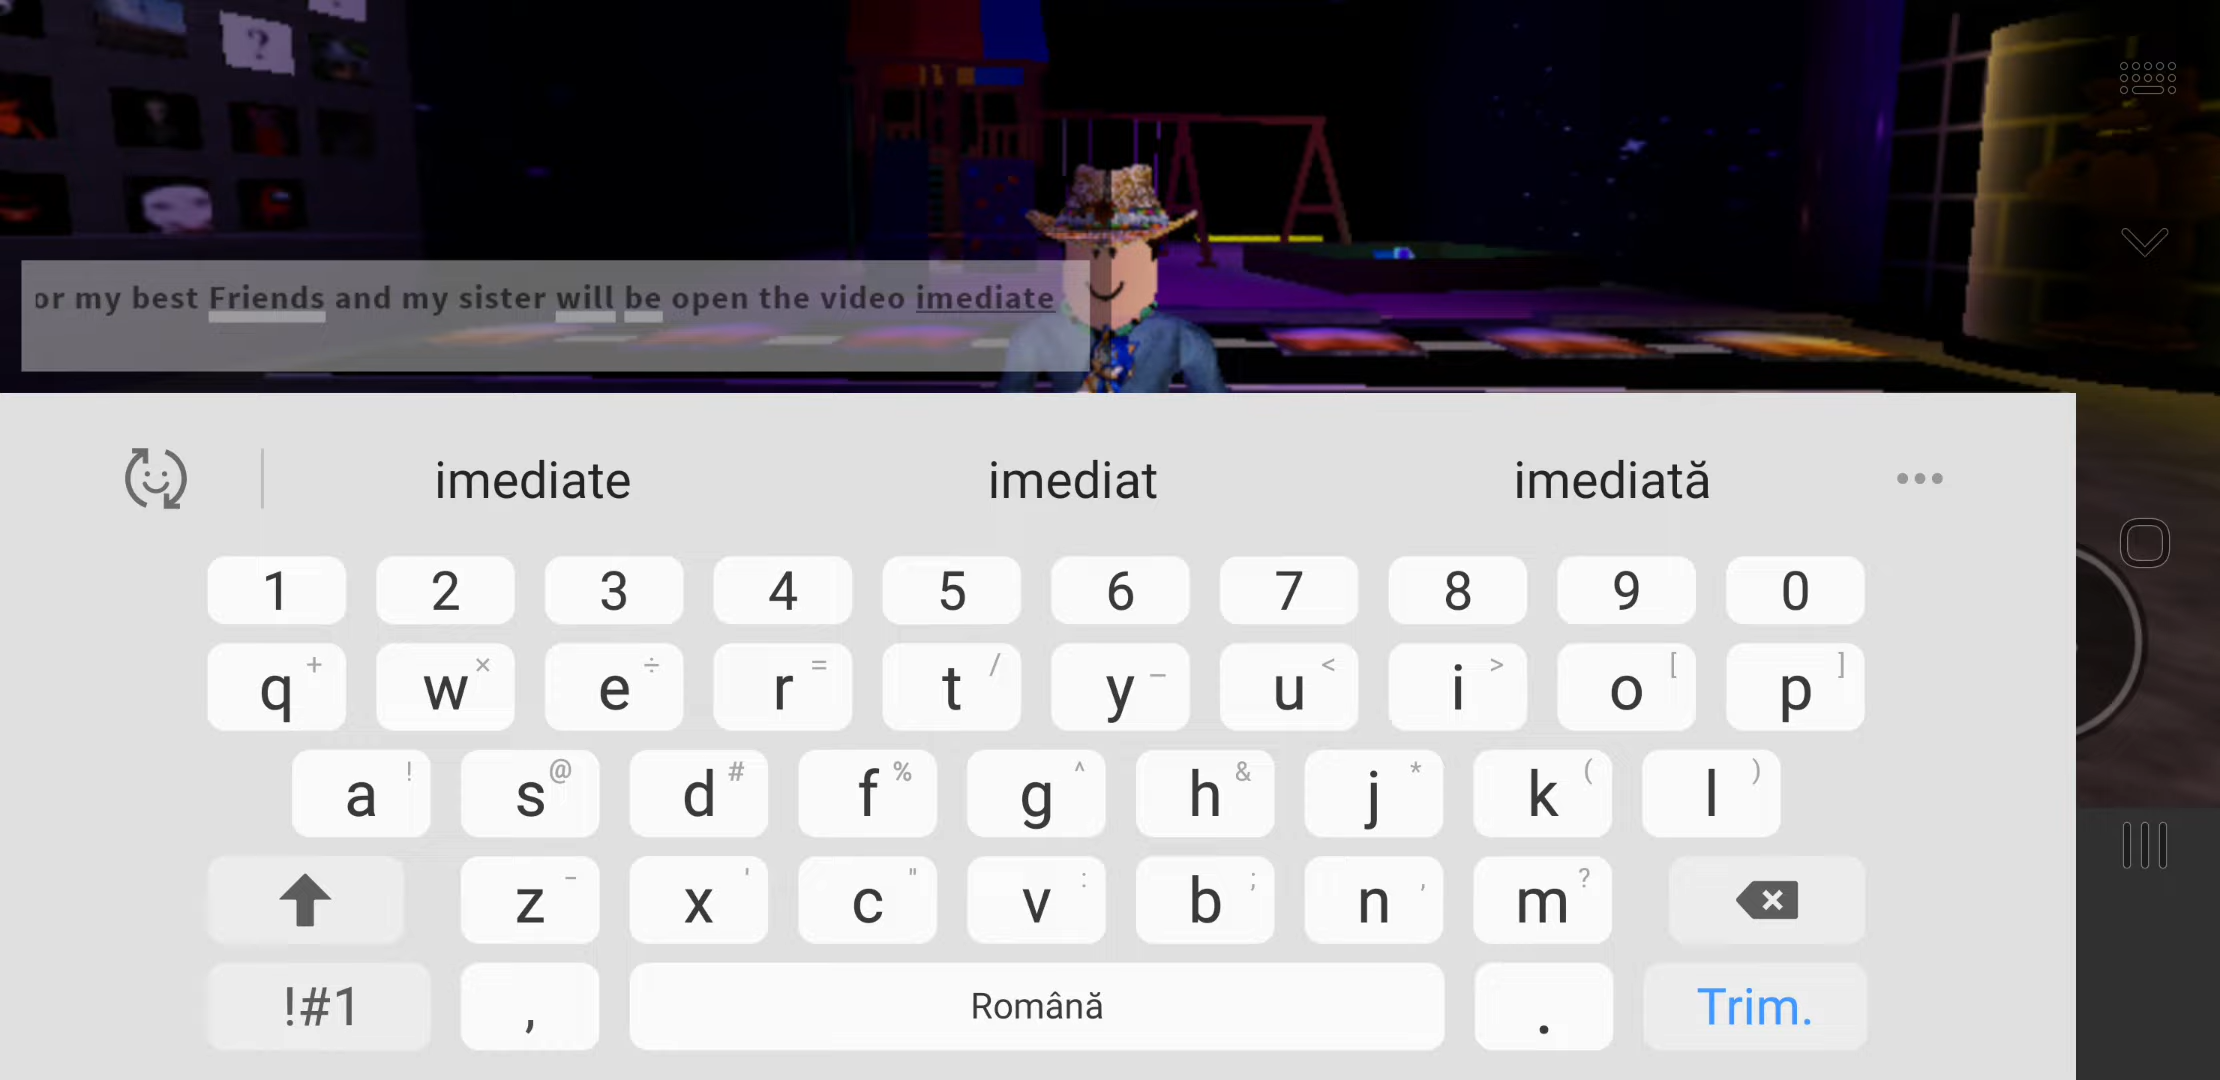 ?
or my best Friends and my sister will be open the video imediate
imediate imediat imediată
1 2 3 4 5 6 7 8 9 0
q + w × e ÷ r = t / y _ u < i > o [ p ]
a ! s @ d # f % g ^ h & j * k ( l )
z - x ' c " v : b ; n , m ?
!#1 , Română . Trim.